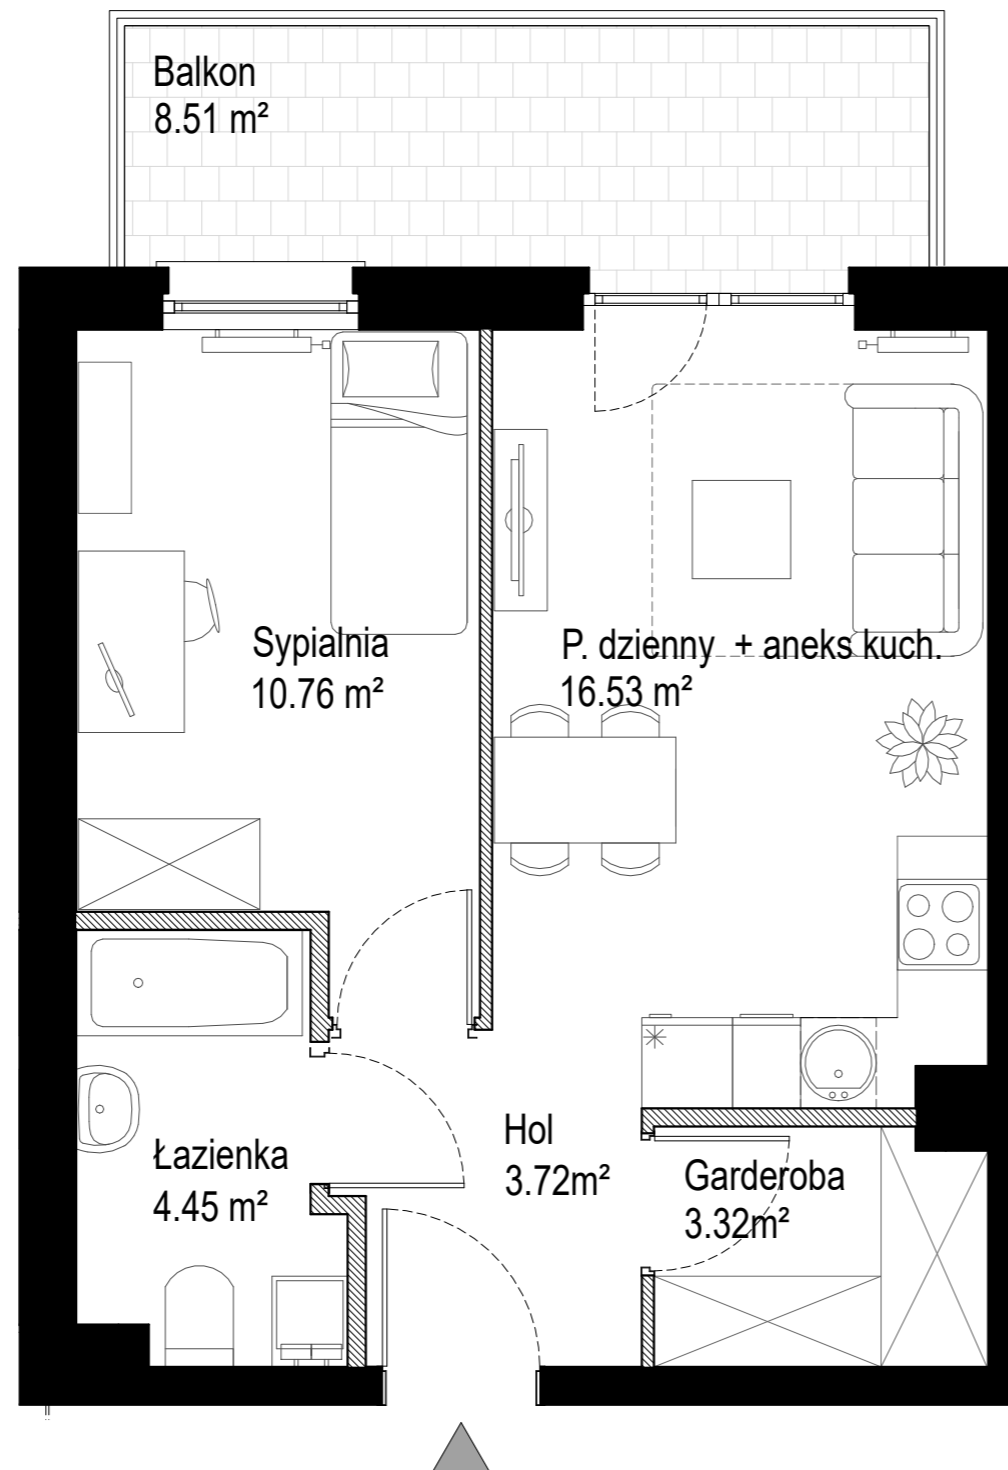 Balkon
8.51 m²
Sypialnia
10.76 m²
P. dzienny + aneks kuch.
16.53 m²
Hol
3.72m²
Łazienka
4.45 m²
Garderoba
3.32m²